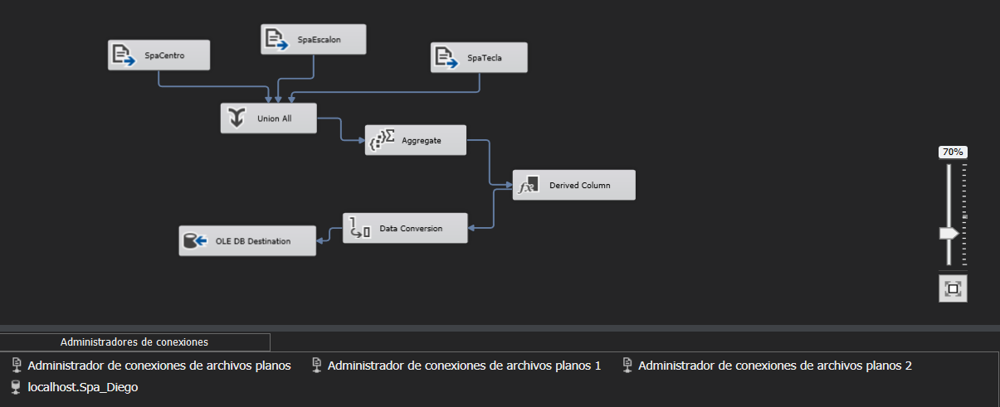 SpaEscalon
SpaCentro
SpaTecla
Union All
Aggregate
70%
Derived Column
Data Conversion
OLE DB Destination
Administradores de conexiones
Administrador de conexiones de archivos planos
Administrador de conexiones de archivos planos 1
Administrador de conexiones de archivos planos 2
localhost.Spa_Diego